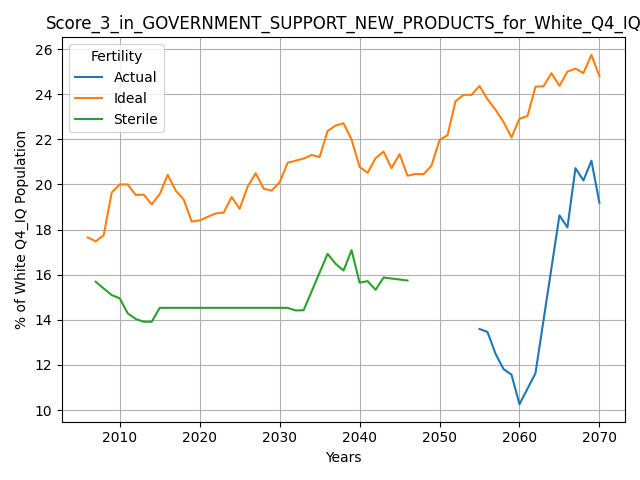 Score_3_in_GOVERNMENT_SUPPORT_NEW_PRODUCTS_for_White_Q4_IQ
Fertility
Actual
Ideal
Sterile
% of White Q4_IQ Population
26
24
22
20
18
16
14
12
10
2010 2020 2030 2040 2050 2060 2070
Years